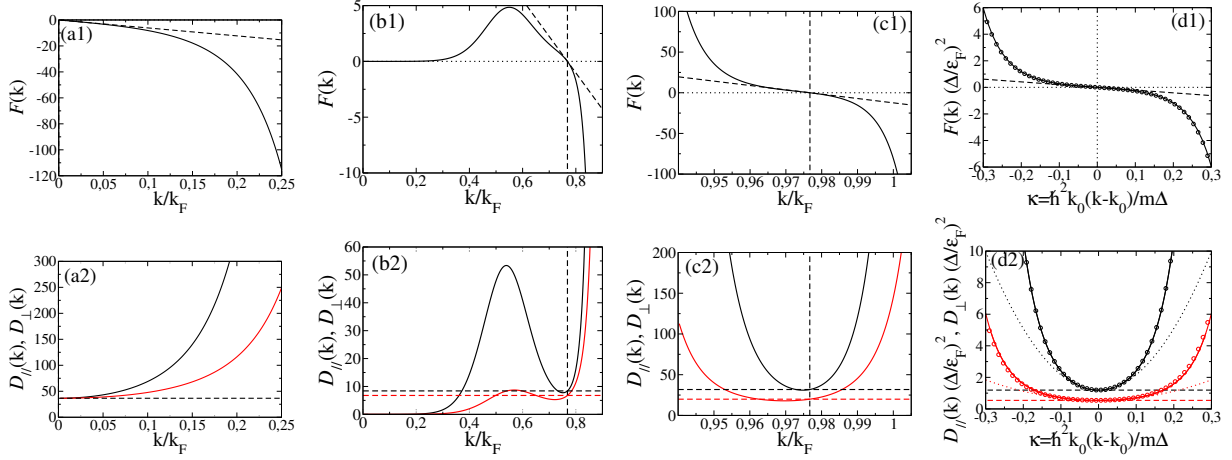 (a1)
F(k)
0
-20
-40
-60
-80
-100
-120
0 0,05 0,1 0,15 0,2 0,25
k/k_F
(b1)
F(k)
5
0
-5
-10
0 0,2 0,4 0,6 0,8
k/k_F
(c1)
F(k)
100
50
0
-50
-100
0,95 0,96 0,97 0,98 0,99 1
k/k_F
(d1)
F(k) (Δ/ε_F)^2
6
4
2
0
-2
-4
-6
-0,3 -0,2 -0,1 0 0,1 0,2 0,3
κ=ℏ^2k_0(k-k_0)/mΔ
(a2)
D_//(k), D_⊥(k)
300
250
200
150
100
50
0
0 0,05 0,1 0,15 0,2 0,25
k/k_F
(b2)
D_//(k), D_⊥(k)
60
50
40
30
20
10
0
0 0,2 0,4 0,6 0,8
k/k_F
(c2)
D_//(k), D_⊥(k)
200
150
100
50
0
0,95 0,96 0,97 0,98 0,99 1
k/k_F
(d2)
D_//(k) (Δ/ε_F)^2, D_⊥(k) (Δ/ε_F)^2
10
8
6
4
2
0
-0,3 -0,2 -0,1 0 0,1 0,2 0,3
κ=ℏ^2k_0(k-k_0)/mΔ